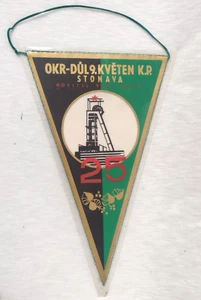 OKR-DŮL 9. KVĚTEN K.P.
STONAVA
25